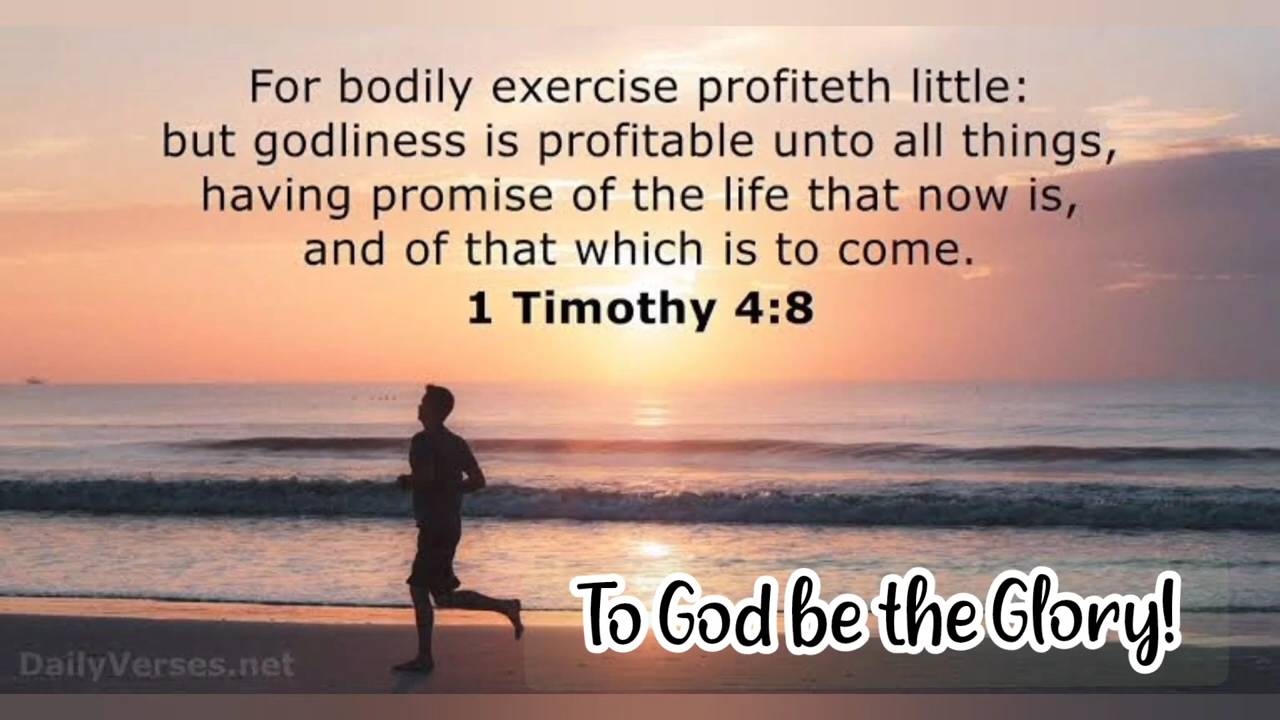 For bodily exercise profiteth little:
but godliness is profitable unto all things,
having promise of the life that now is,
and of that which is to come.
1 Timothy 4:8
To God be the Glory!
DailyVerses.net